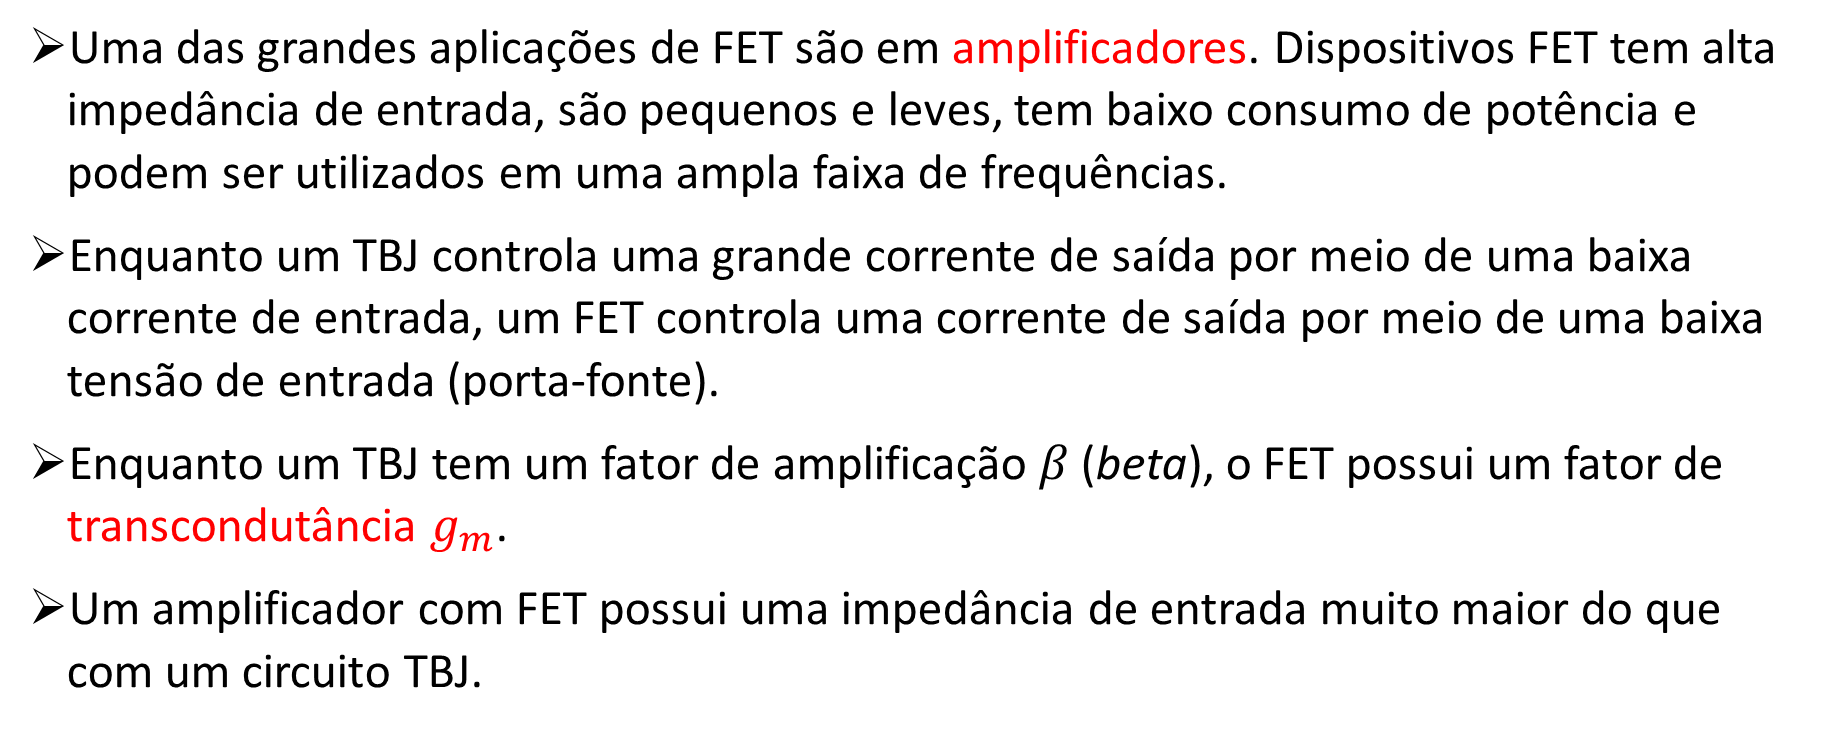 ➢Uma das grandes aplicações de FET são em amplificadores. Dispositivos FET tem alta
impedância de entrada, são pequenos e leves, tem baixo consumo de potência e
podem ser utilizados em uma ampla faixa de frequências.
➢Enquanto um TBJ controla uma grande corrente de saída por meio de uma baixa
corrente de entrada, um FET controla uma corrente de saída por meio de uma baixa
tensão de entrada (porta-fonte).
➢Enquanto um TBJ tem um fator de amplificação β (beta), o FET possui um fator de
transcondutância gₘ.
➢Um amplificador com FET possui uma impedância de entrada muito maior do que
com um circuito TBJ.